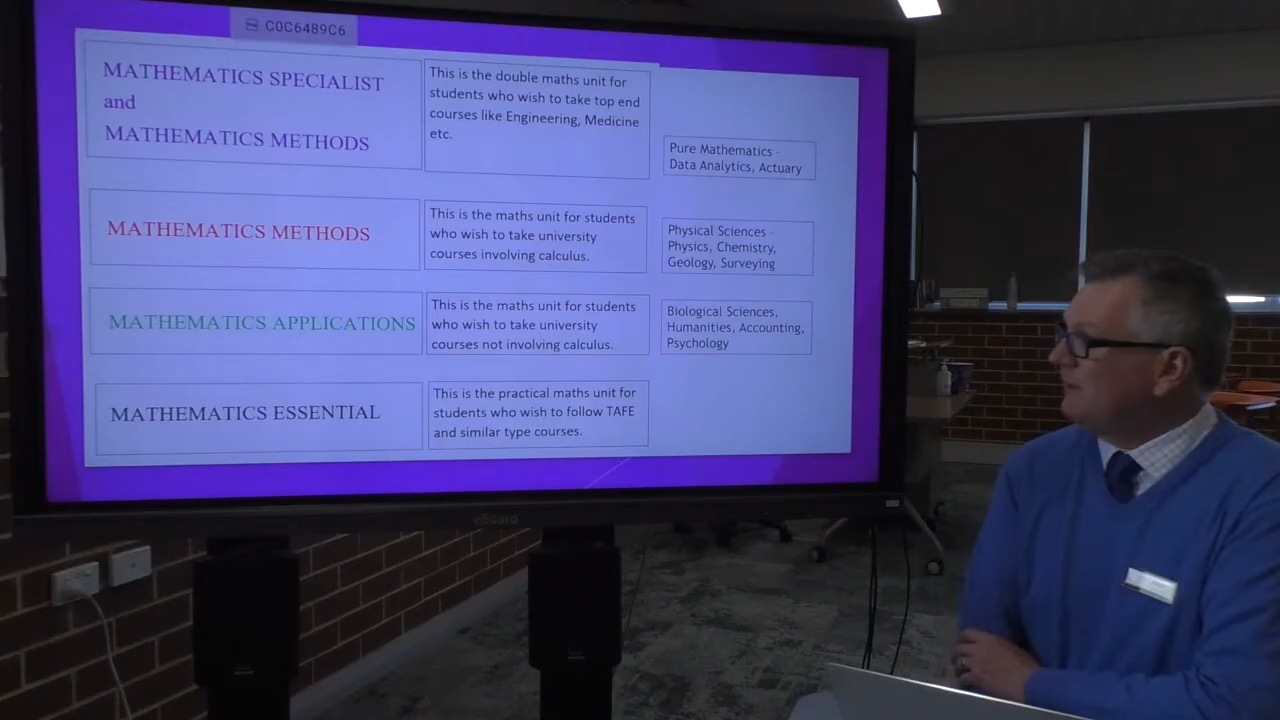 C0C6489C6
MATHEMATICS SPECIALIST
and
MATHEMATICS METHODS
This is the double maths unit for
students who wish to take top end
courses like Engineering, Medicine
etc.
Pure Mathematics -
Data Analytics, Actuary
MATHEMATICS METHODS
This is the maths unit for students
who wish to take university
courses involving calculus.
Physical Sciences -
Physics, Chemistry,
Geology, Surveying
MATHEMATICS APPLICATIONS
This is the maths unit for students
who wish to take university
courses not involving calculus.
Biological Sciences,
Humanities, Accounting,
Psychology
MATHEMATICS ESSENTIAL
This is the practical maths unit for
students who wish to follow TAFE
and similar type courses.